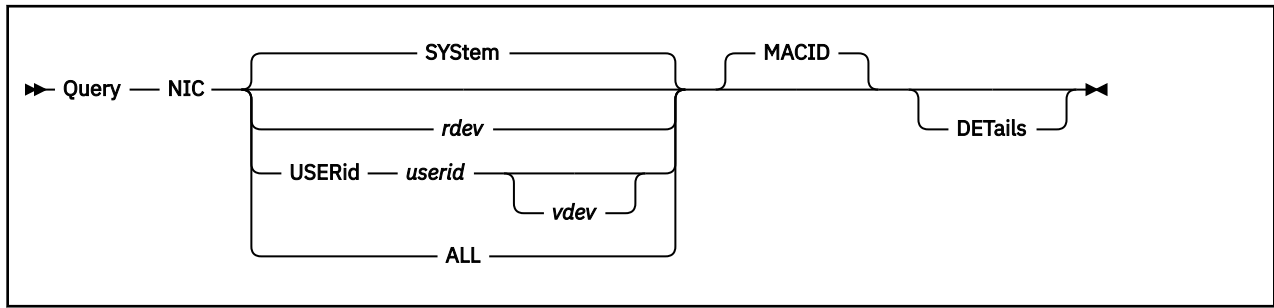 SYStem MACID
Query NIC
rdev DETails
USERid userid
vdev
ALL